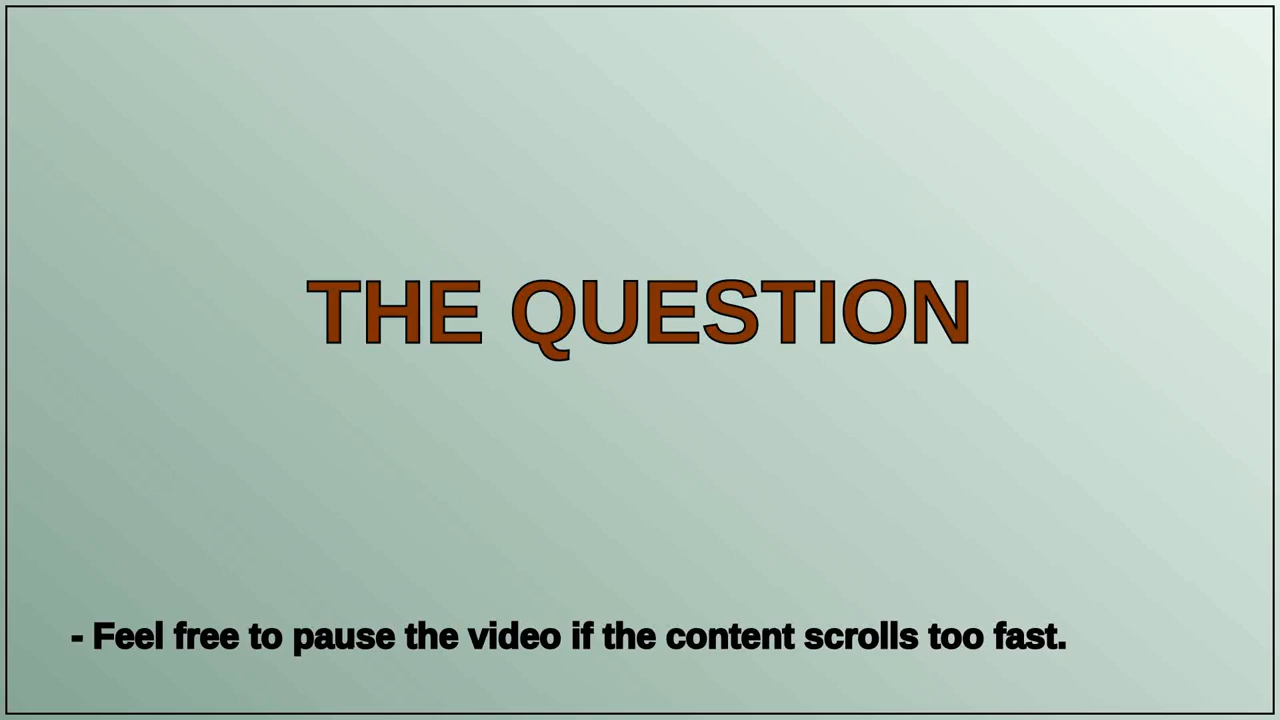 THE QUESTION
- Feel free to pause the video if the content scrolls too fast.